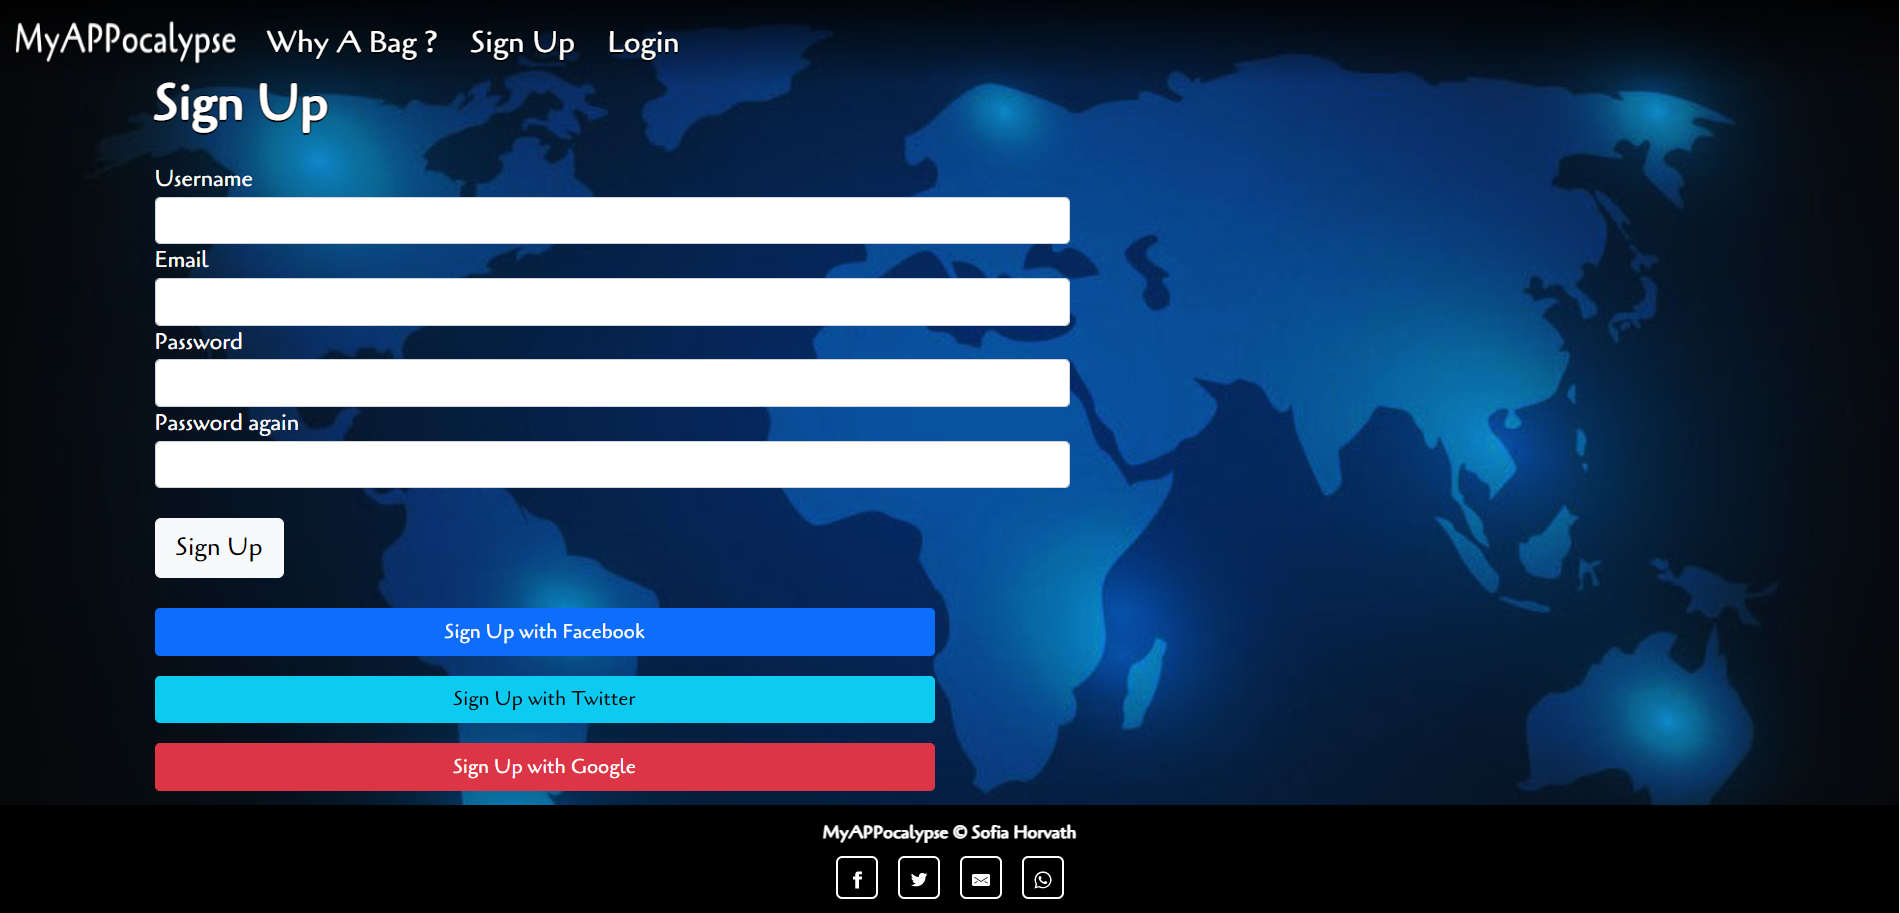 MyAPPocalypse Why A Bag ? Sign Up Login
Sign Up
Username
Email
Password
Password again
Sign Up
Sign Up with Facebook
Sign Up with Twitter
Sign Up with Google
MyAPPocalypse © Sofia Horvath